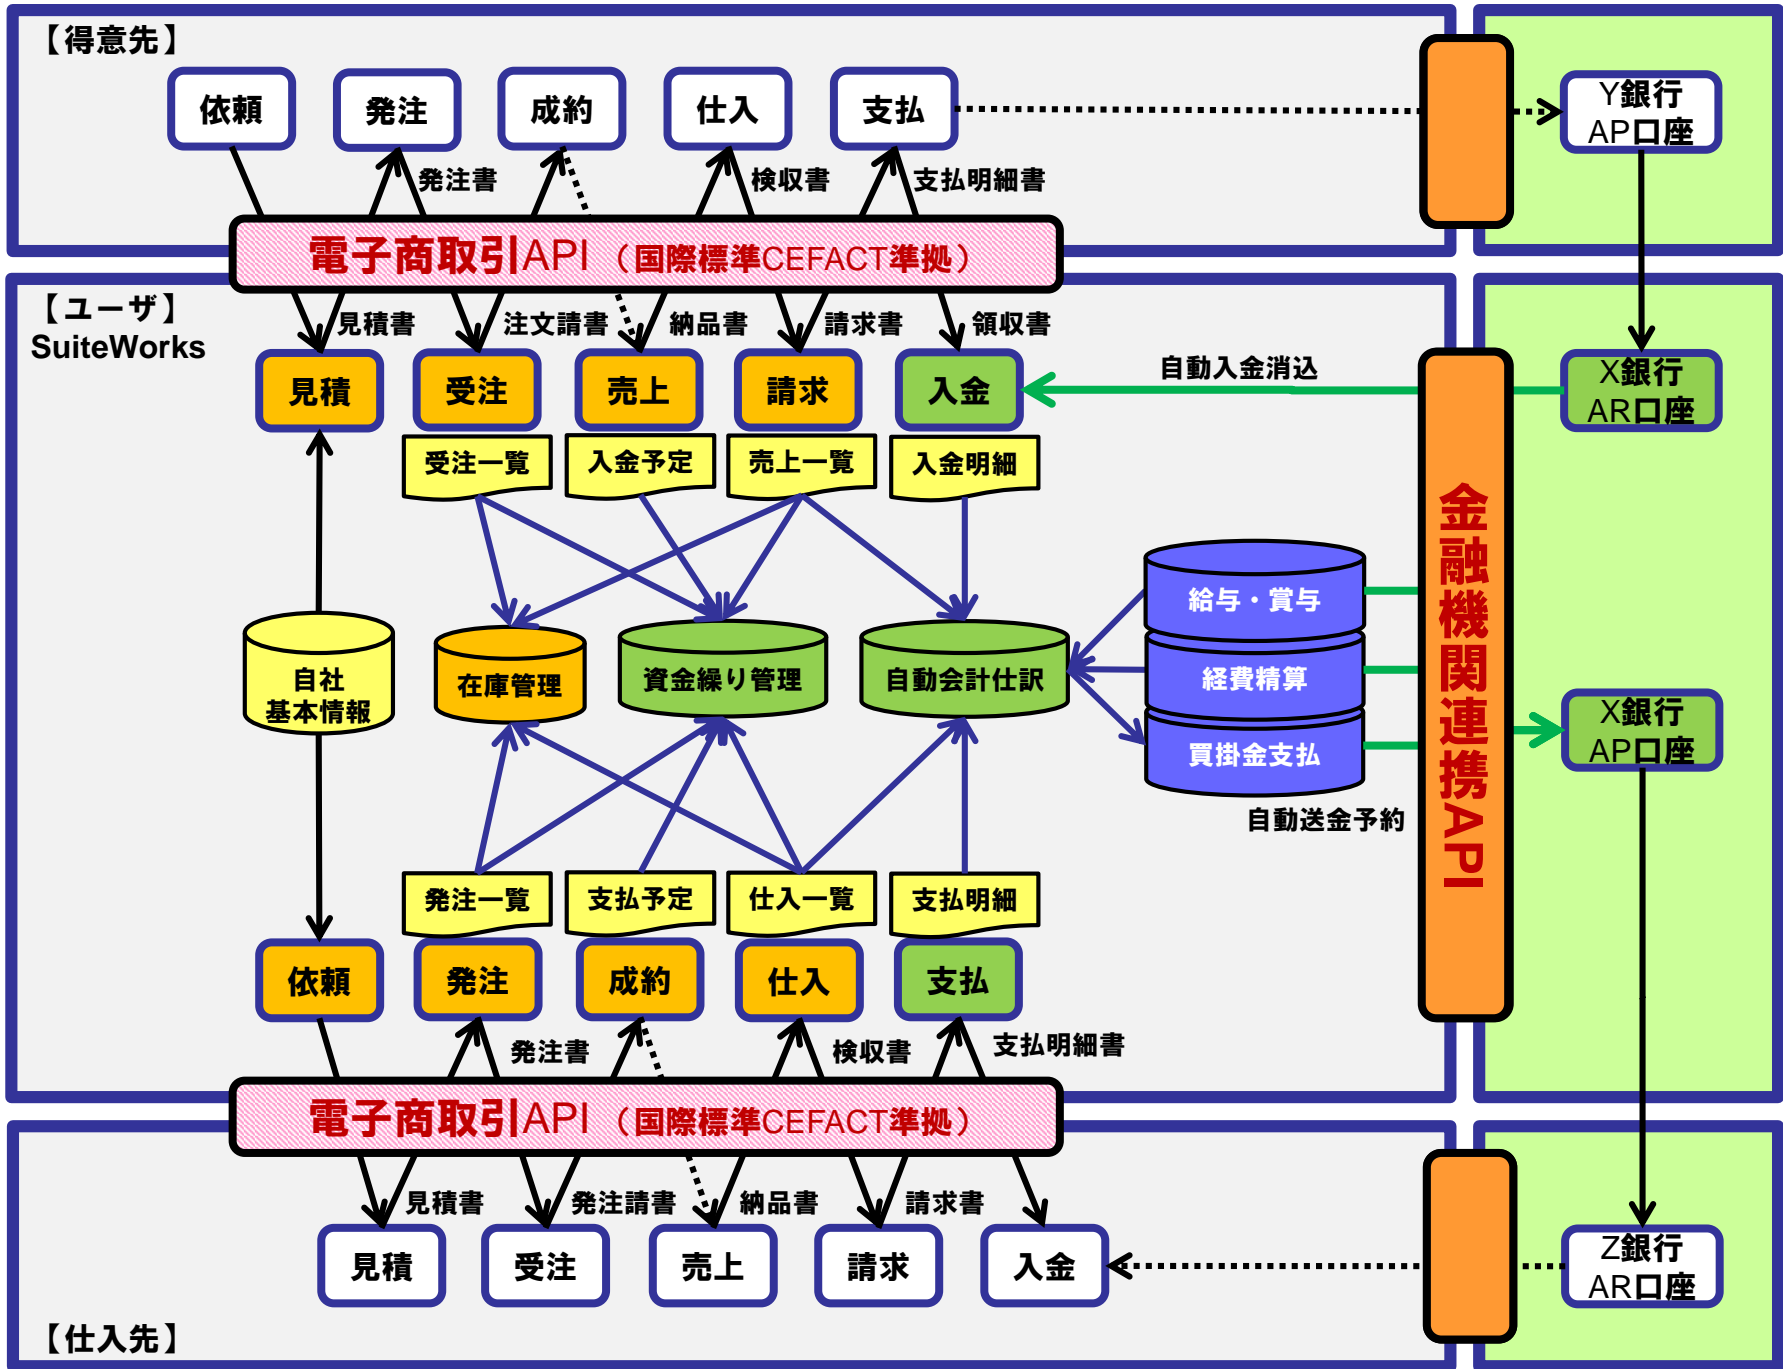 【得意先】
依頼
発注
成約
仕入
支払
Y銀行
AP口座
発注書
検収書
支払明細書
電子商取引API（国際標準CEFACT準拠）
【ユーザ】
SuiteWorks
見積書
注文請書
納品書
請求書
領収書
見積
受注
売上
請求
入金
自動入金消込
X銀行
AR口座
受注一覧
入金予定
売上一覧
入金明細
金融機関連携API
給与・賞与
経費精算
買掛金支払
自動送金予約
自社
基本情報
在庫管理
資金繰り管理
自動会計仕訳
X銀行
AP口座
発注一覧
支払予定
仕入一覧
支払明細
依頼
発注
成約
仕入
支払
発注書
検収書
支払明細書
電子商取引API（国際標準CEFACT準拠）
見積書
発注請書
納品書
請求書
見積
受注
売上
請求
入金
Z銀行
AR口座
【仕入先】